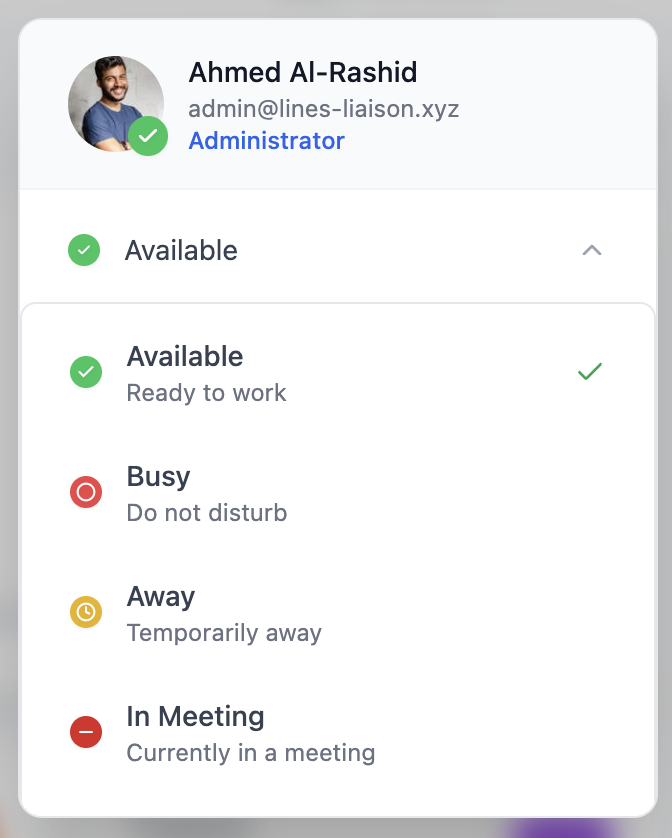 Ahmed Al-Rashid
admin@lines-liaison.xyz
Administrator
Available
Available
Ready to work
Busy
Do not disturb
Away
Temporarily away
In Meeting
Currently in a meeting